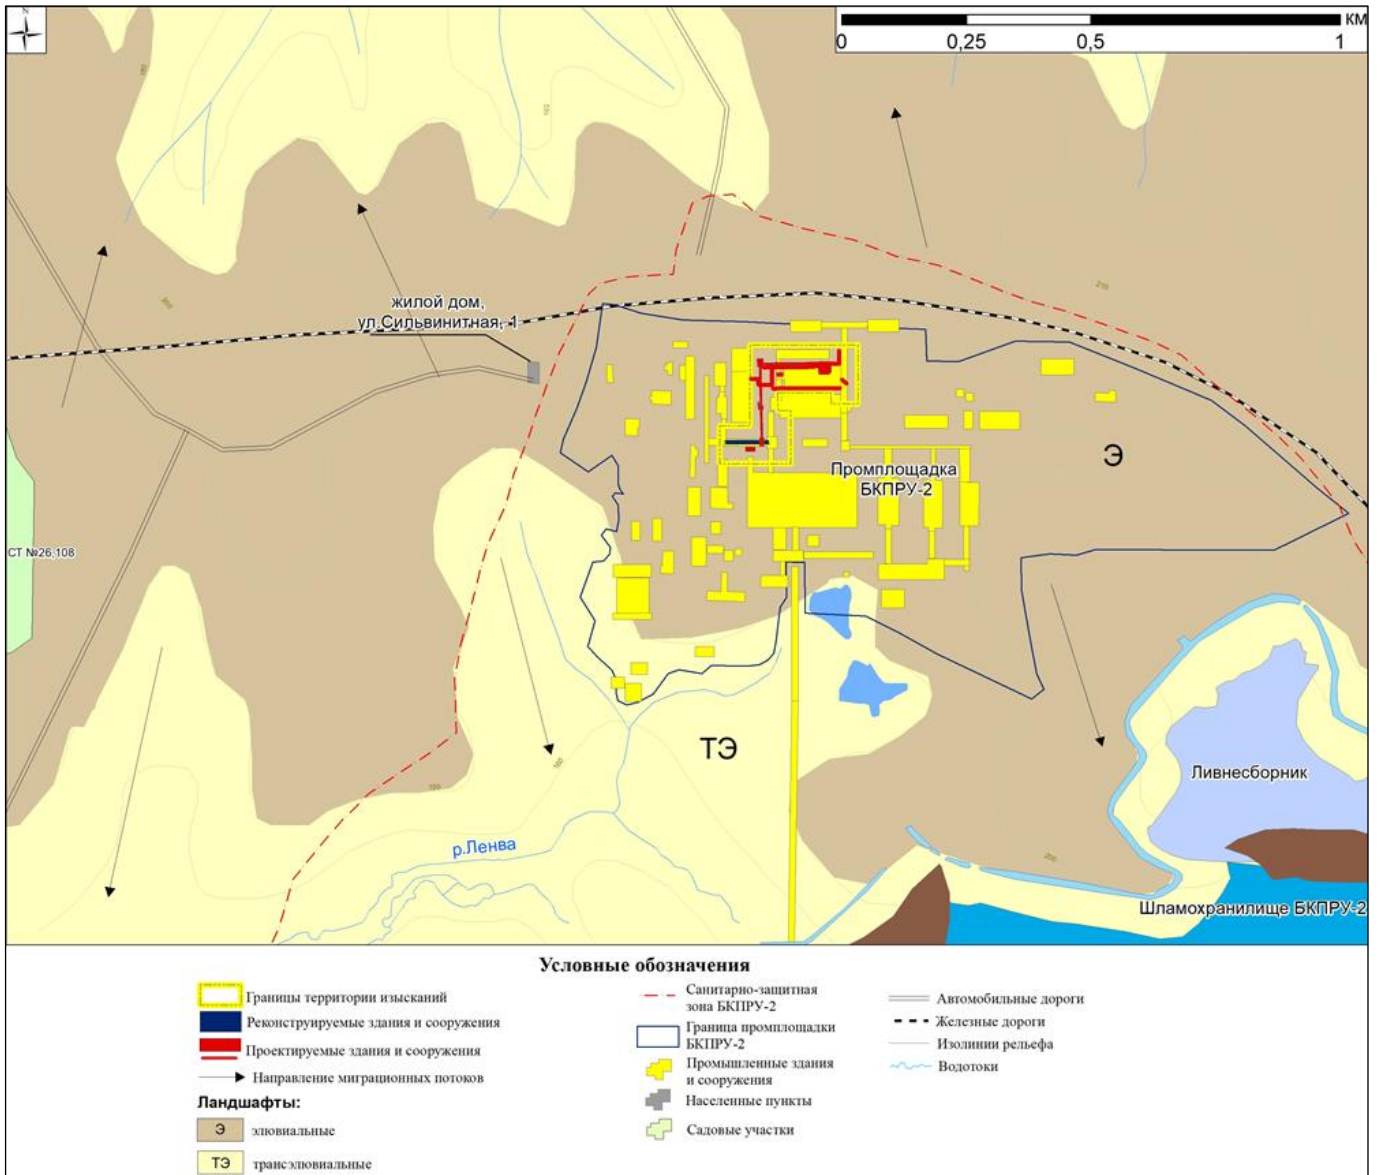 км
0
0,25
0,5
1
жилой дом,
ул.Сильвинитная, 1
Промплощадка
БКПРУ-2
Э
СТ №26,108
ТЭ
Ливнесборник
р.Ленва
Шламохранилище БКПРУ-2
Условные обозначения
Границы территории изысканий
Реконструируемые здания и сооружения
Проектируемые здания и сооружения
Направление миграционных потоков
Ландшафты:
Э элювиальные
ТЭ трансэлювиальные
Санитарно-защитная
зона БКПРУ-2
Граница промплощадки
БКПРУ-2
Промышленные здания
и сооружения
Населенные пункты
Садовые участки
Автомобильные дороги
Железные дороги
Изолинии рельефа
Водотоки